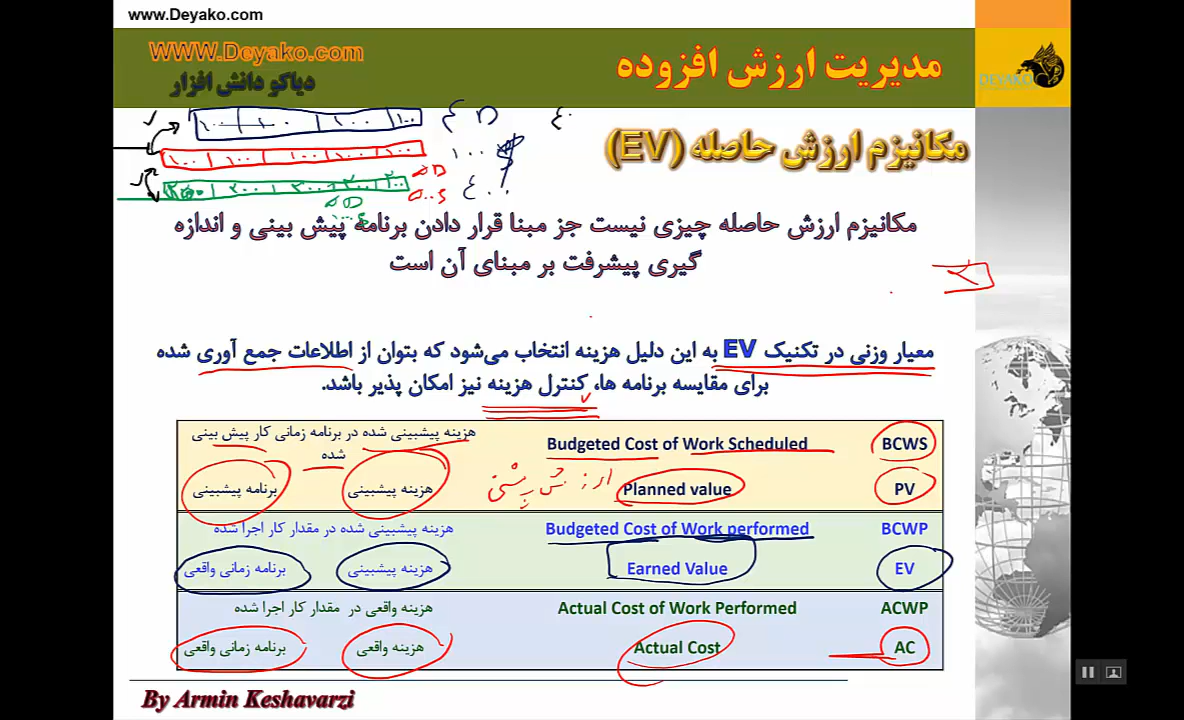 www.Deyako.com
WWW.Deyako.com
دیاکو دانش افزار
مدیریت ارزش افزوده
DEYAKO
مکانیزم ارزش حاصله (EV)
مکانیزم ارزش حاصله چیزی نیست جز مبنا قرار دادن برنامه پیش بینی و اندازه
گیری پیشرفت بر مبنای آن است
معیار وزنی در تکنیک EV به این دلیل هزینه انتخاب می‌شود که بتوان از اطلاعات جمع آوری شده
برای مقایسه برنامه ها، کنترل هزینه نیز امکان پذیر باشد.
هزینه پیشبینی شده در برنامه زمانی کار پیش بینی
شده
Budgeted Cost of Work Scheduled
BCWS
برنامه پیشبینی
هزینه پیشبینی
Planned value
PV
هزینه پیشبینی شده در مقدار کار اجرا شده
Budgeted Cost of Work performed
BCWP
برنامه زمانی واقعی
هزینه پیشبینی
Earned Value
EV
هزینه واقعی در مقدار کار اجرا شده
Actual Cost of Work Performed
ACWP
برنامه زمانی واقعی
هزینه واقعی
Actual Cost
AC
By Armin Keshavarzi